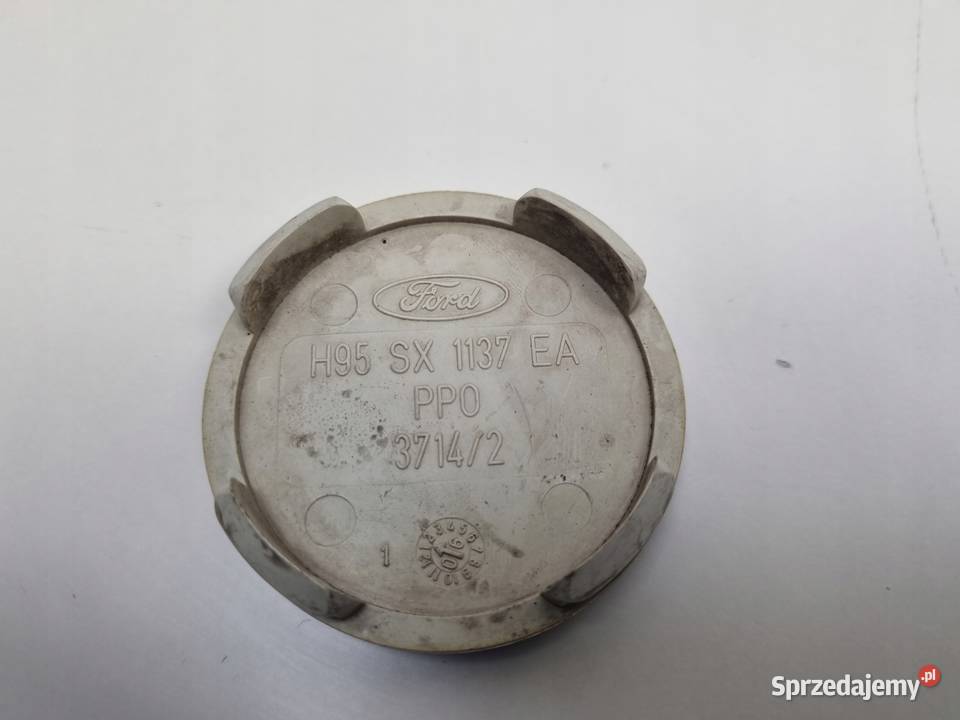 Ford
H95 SX 1137 EA
PPO
3714/2
1
Sprzedajemy.pl